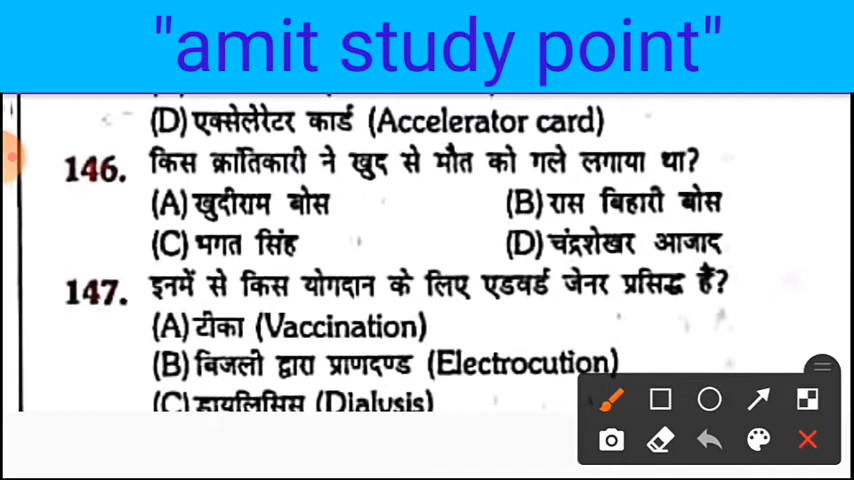 "amit study point"
(D) एक्सेलेरेटर कार्ड (Accelerator card)
146. किस क्रांतिकारी ने खुद से मौत को गले लगाया था?
(A) खुदीराम बोस (B) रास बिहारी बोस
(C) भगत सिंह (D) चंद्रशेखर आजाद
147. इनमें से किस योगदान के लिए एडवर्ड जेनर प्रसिद्ध हैं?
(A) टीका (Vaccination)
(B) बिजली द्वारा प्राणदण्ड (Electrocution)
(C) डायलिसिस (Dialysis)